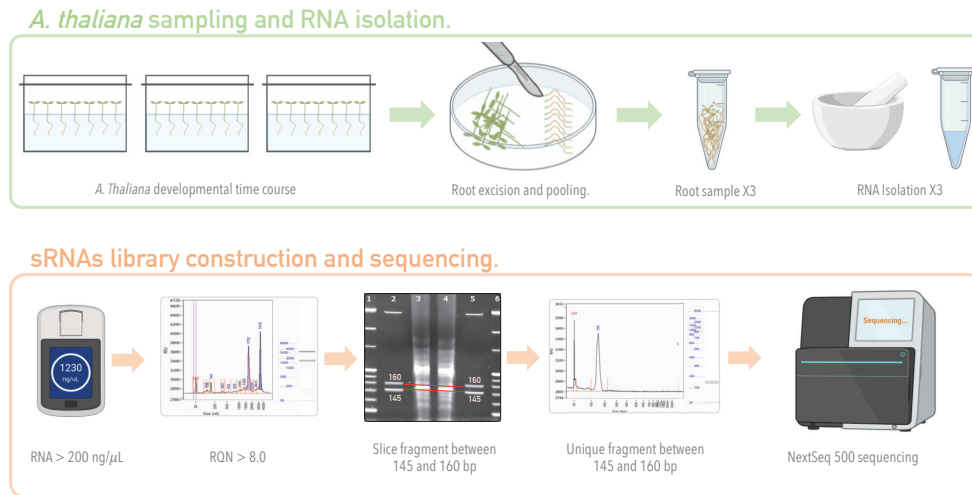 A. thaliana sampling and RNA isolation.
A. Thaliana developmental time course
Root excision and pooling.
Root sample X3
RNA Isolation X3
sRNAs library construction and sequencing.
1230
ng/uL
1 2 3 4 5 6
160 160
145 145
Sequencing...
RNA > 200 ng/μL
RQN > 8.0
Slice fragment between
145 and 160 bp
Unique fragment between
145 and 160 bp
NextSeq 500 sequencing